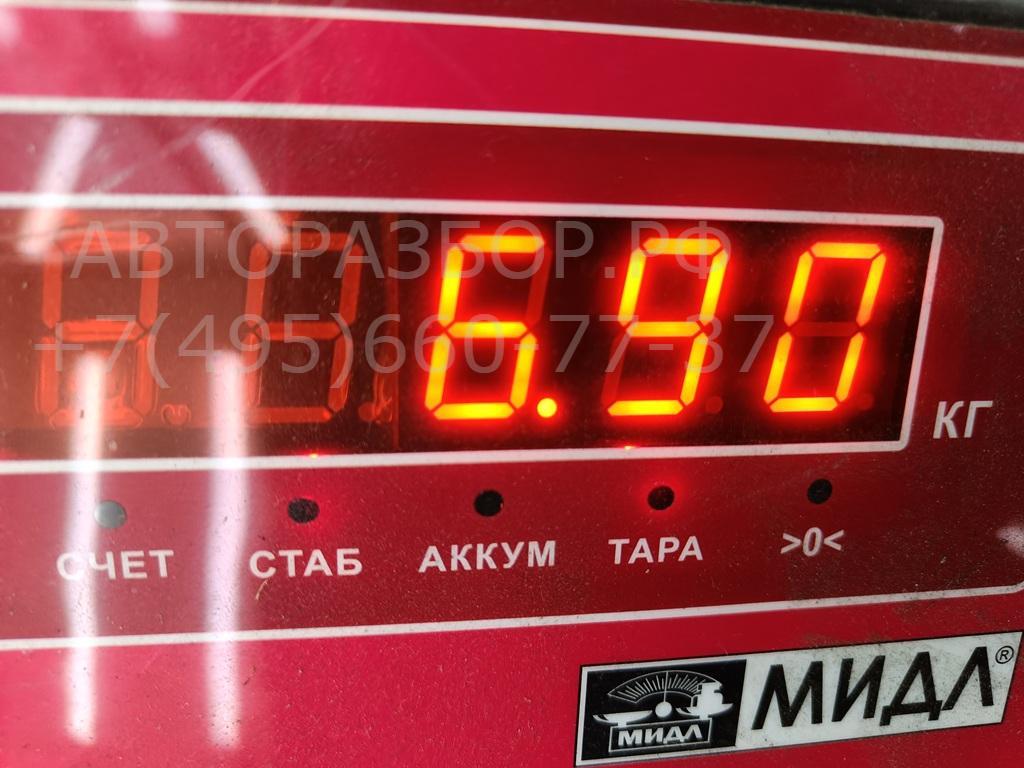 АВТОРАЗБОР.РФ
+7(495)660-77-37
6.90
КГ
СЧЕТ СТАБ АККУМ ТАРА >0<
МИДЛ МИДЛ®